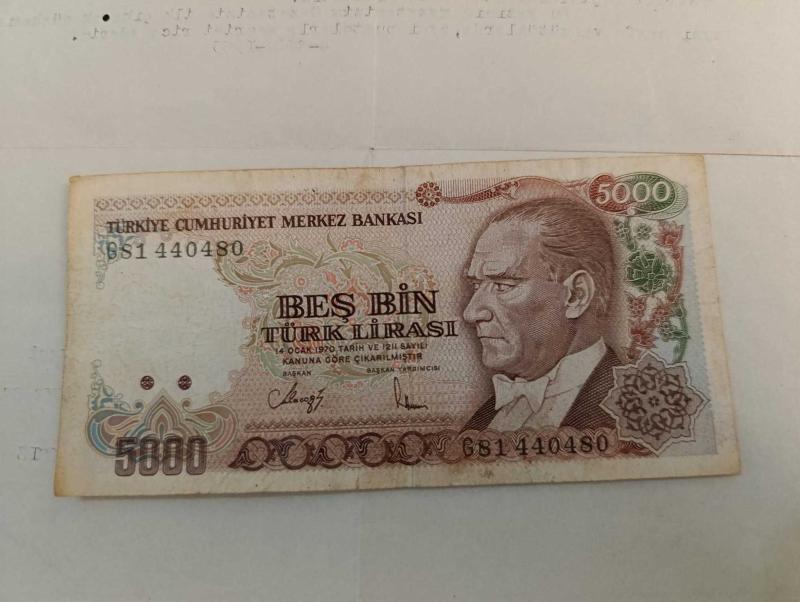 5000
TÜRKİYE CUMHURİYET MERKEZ BANKASI
G81 440480
BEŞ BİN
TÜRK LİRASI
14 OCAK 1970 TARİH VE 1211 SAYILI
KANUNA GÖRE ÇIKARILMIŞTIR
BAŞKAN BAŞKAN YARDIMCISI
5000
G81 440480